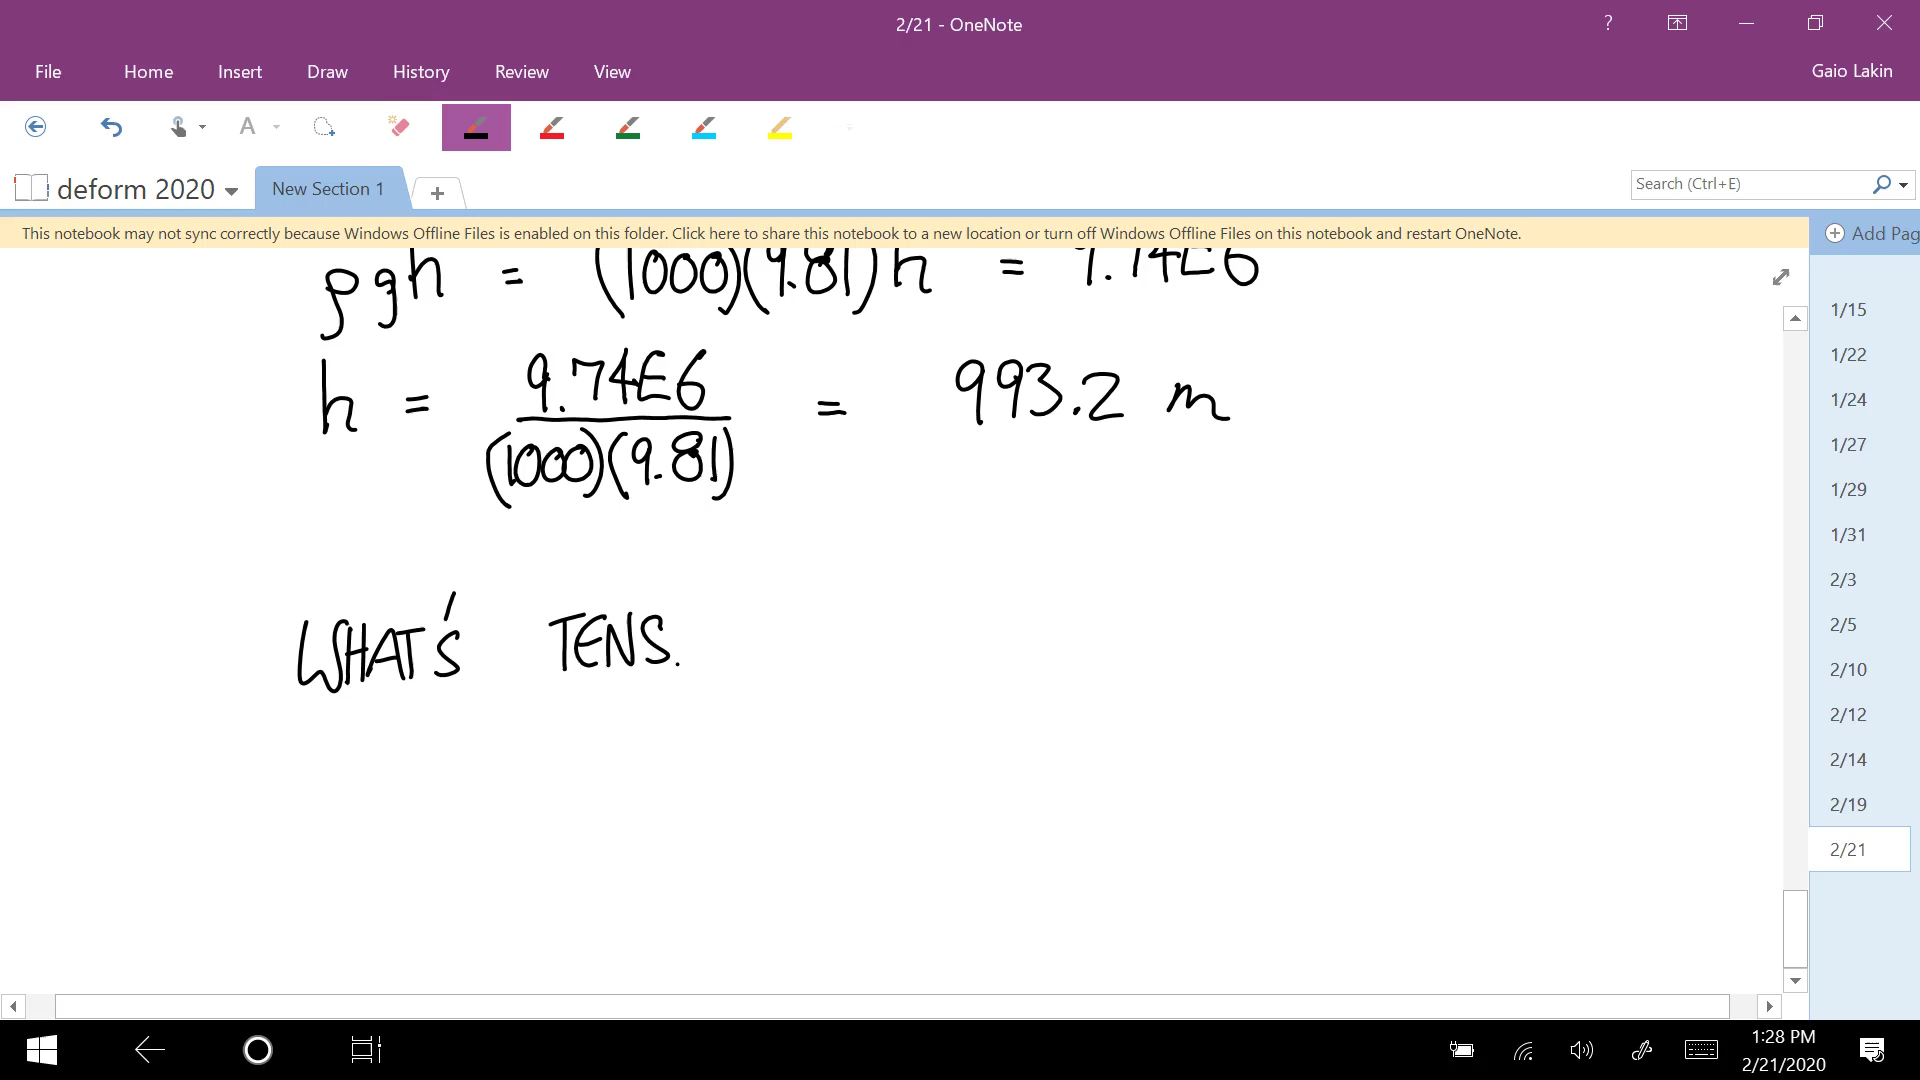 2/21 - OneNote
?
File Home Insert Draw History Review View
Gaio Lakin
A
deform 2020
New Section 1
+
Search (Ctrl+E)
This notebook may not sync correctly because Windows Offline Files is enabled on this folder. Click here to share this notebook to a new location or turn off Windows Offline Files on this notebook and restart OneNote.
Add Pag
ρgh = (1000)(9.81)h = 9.74E6
h = 9.74E6 / (1000)(9.81) = 993.2 m
WHAT'S TENS.
1/15
1/22
1/24
1/27
1/29
1/31
2/3
2/5
2/10
2/12
2/14
2/19
2/21
1:28 PM
2/21/2020